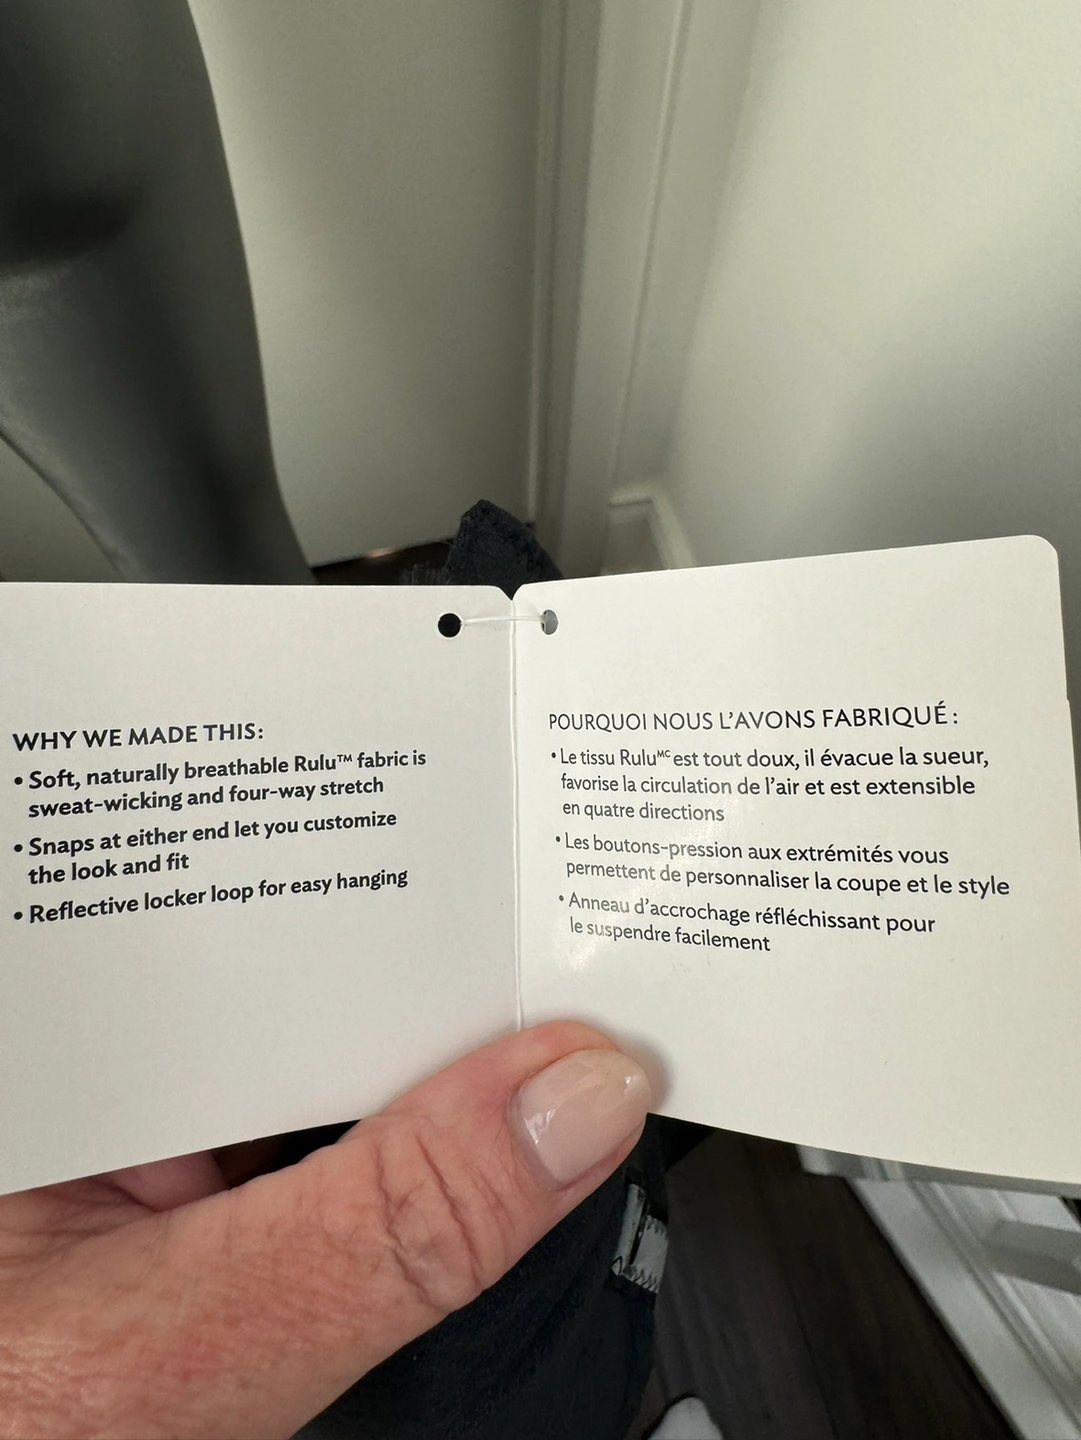 WHY WE MADE THIS:
• Soft, naturally breathable Rulu™ fabric is
sweat-wicking and four-way stretch
• Snaps at either end let you customize
the look and fit
• Reflective locker loop for easy hanging
POURQUOI NOUS L'AVONS FABRIQUÉ :
• Le tissu Rulu ᴹᶜ est tout doux, il évacue la sueur,
favorise la circulation de l'air et est extensible
en quatre directions
• Les boutons-pression aux extrémités vous
permettent de personnaliser la coupe et le style
• Anneau d'accrochage réfléchissant pour
le suspendre facilement